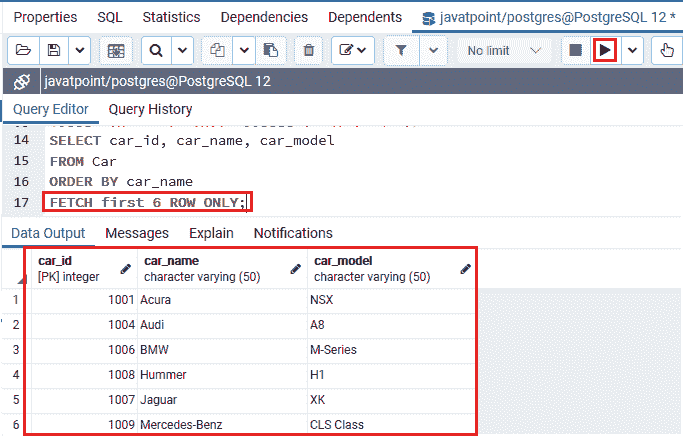 Properties SQL Statistics Dependencies Dependents javatpoint/postgres@PostgreSQL 12 *
No limit
javatpoint/postgres@PostgreSQL 12
Query Editor Query History
14 SELECT car_id, car_name, car_model
15 FROM Car
16 ORDER BY car_name
17 FETCH first 6 ROW ONLY;
Data Output Messages Explain Notifications
car_id car_name car_model
[PK] integer character varying (50) character varying (50)
1 1001 Acura NSX
2 1004 Audi A8
3 1006 BMW M-Series
4 1008 Hummer H1
5 1007 Jaguar XK
6 1009 Mercedes-Benz CLS Class